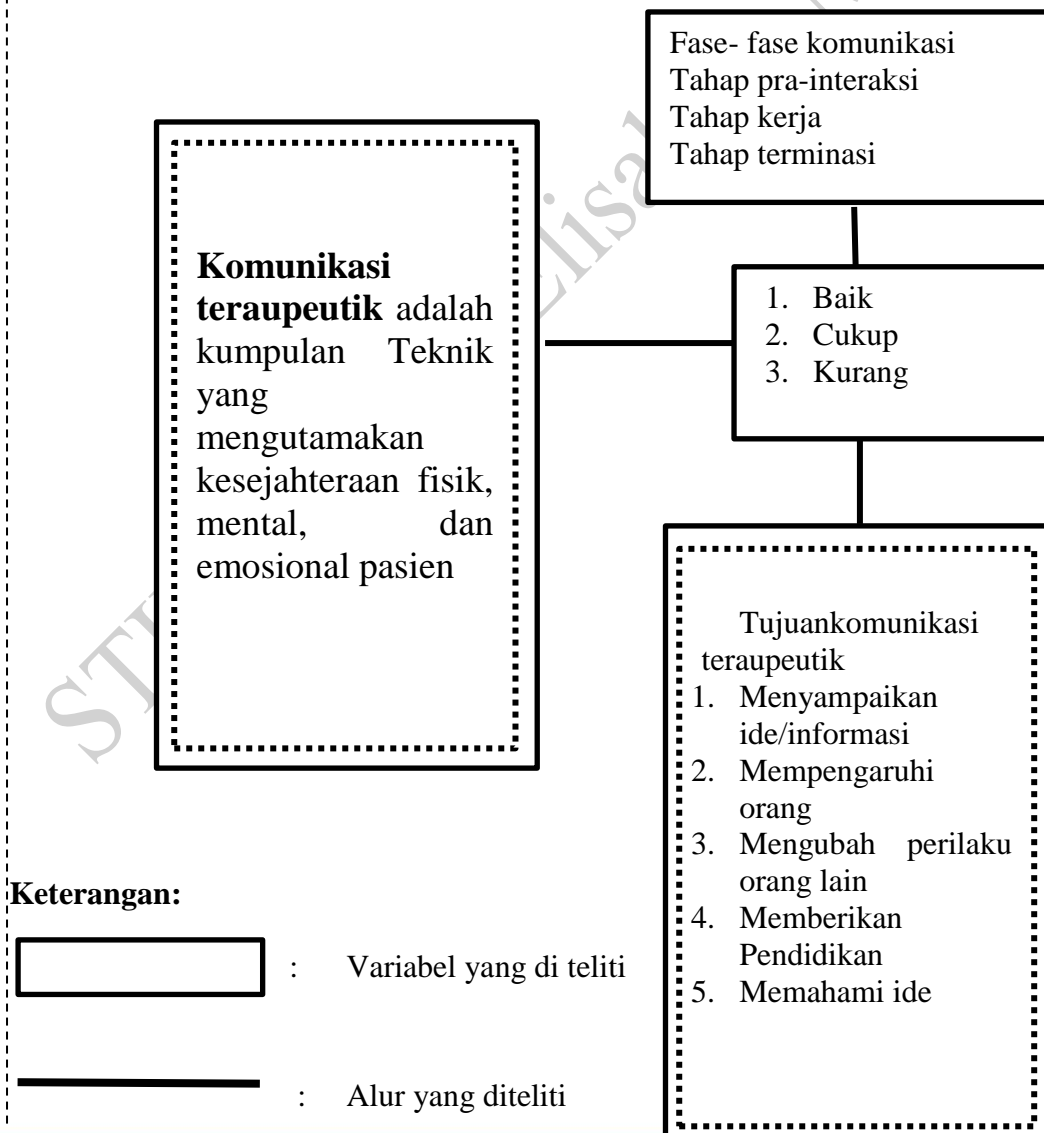 Fase- fase komunikasi
Tahap pra-interaksi
Tahap kerja
Tahap terminasi
Komunikasi
teraupeutik adalah
kumpulan Teknik
yang
mengutamakan
kesejahteraan fisik,
mental, dan
emosional pasien
1. Baik
2. Cukup
3. Kurang
Tujuankomunikasi
teraupeutik
1. Menyampaikan
ide/informasi
2. Mempengaruhi
orang
3. Mengubah perilaku
orang lain
4. Memberikan
Pendidikan
5. Memahami ide
Keterangan:
: Variabel yang di teliti
: Alur yang diteliti